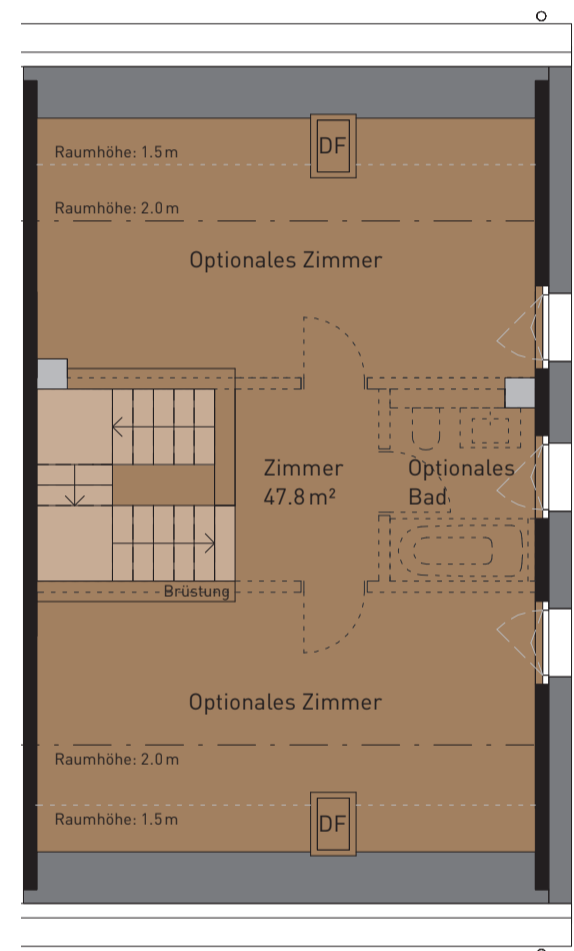 DF
Raumhöhe: 1.5 m
Raumhöhe: 2.0 m
Optionales Zimmer
Zimmer
47.8 m²
Optionales
Bad
Brüstung
Optionales Zimmer
Raumhöhe: 2.0 m
Raumhöhe: 1.5 m
DF